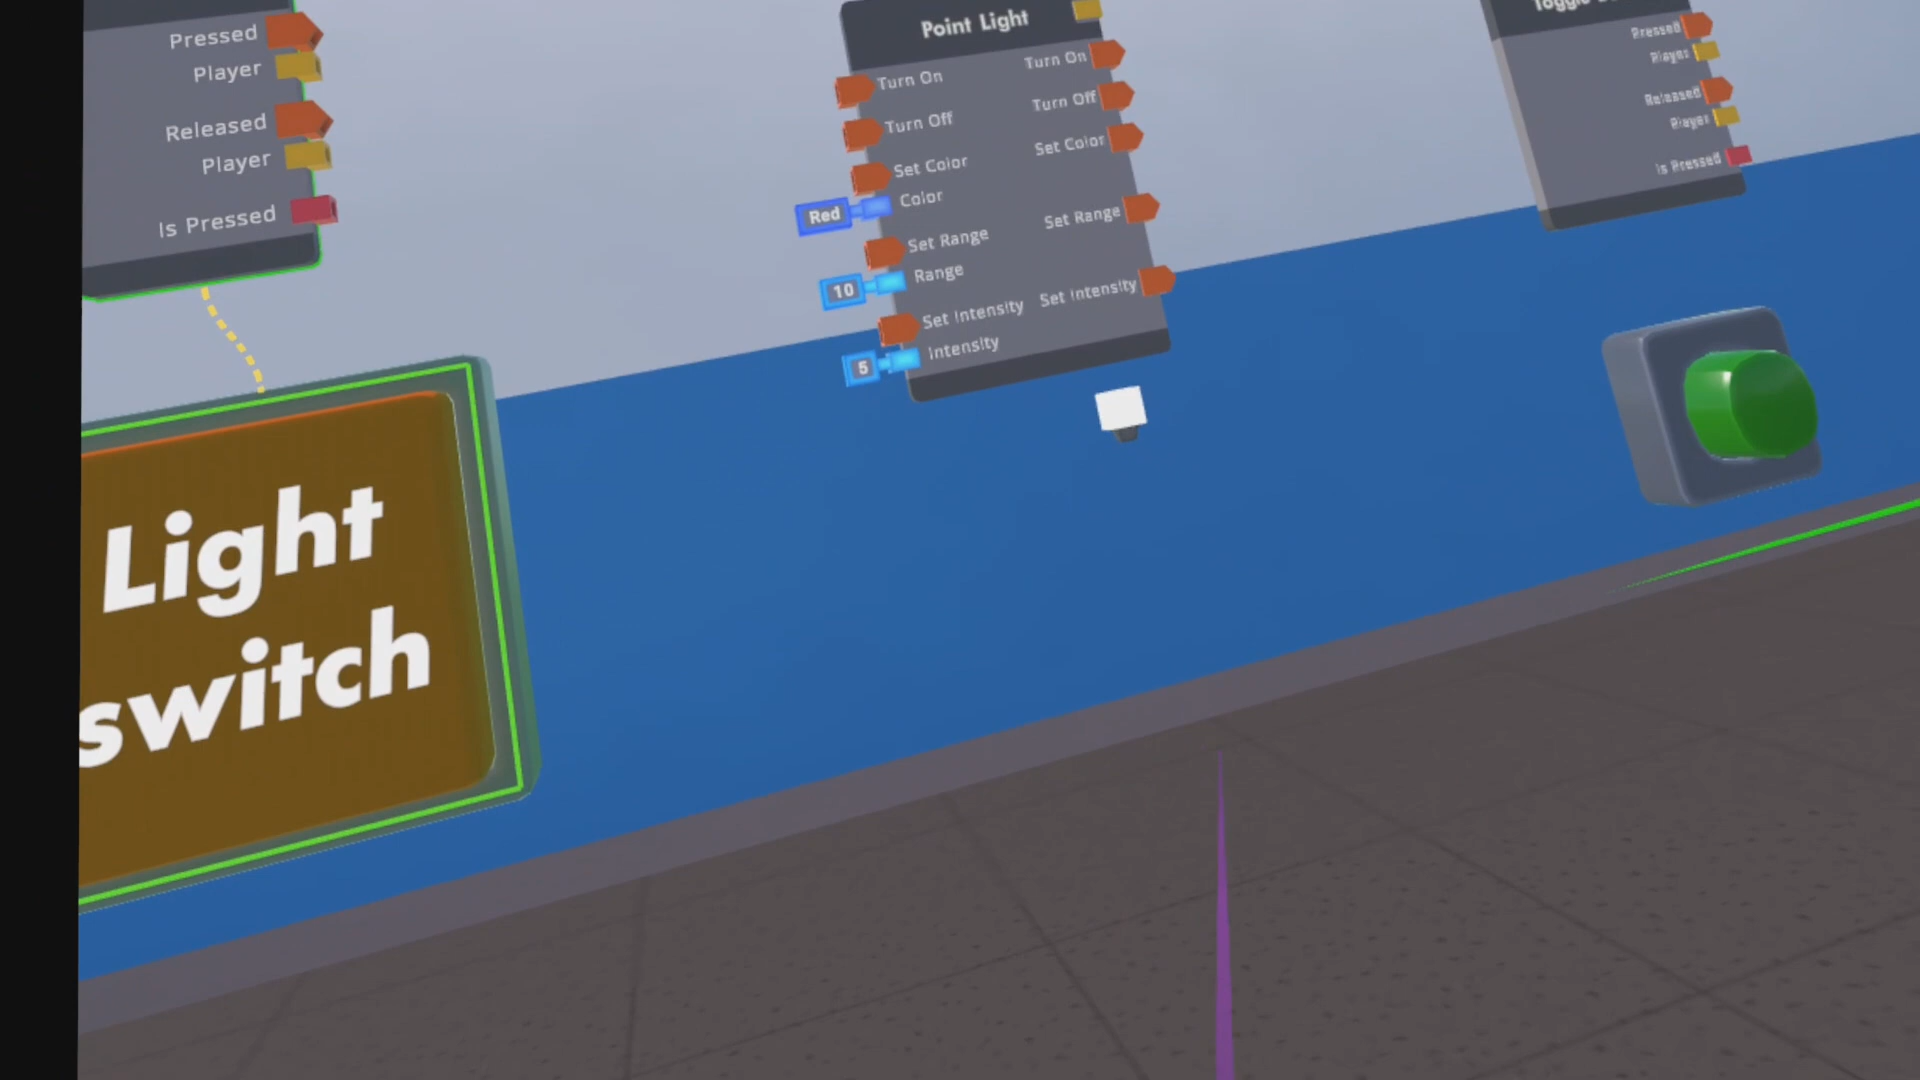 Pressed
Player
Released
Player
Is Pressed
Light
switch
Point Light
Turn On
Turn On
Turn Off
Turn Off
Set Color
Set Color
Red
Color
Set Range
Set Range
10
Range
Set Intensity
Set Intensity
5
Intensity
Toggle
Pressed
Player
Released
Player
Is Pressed